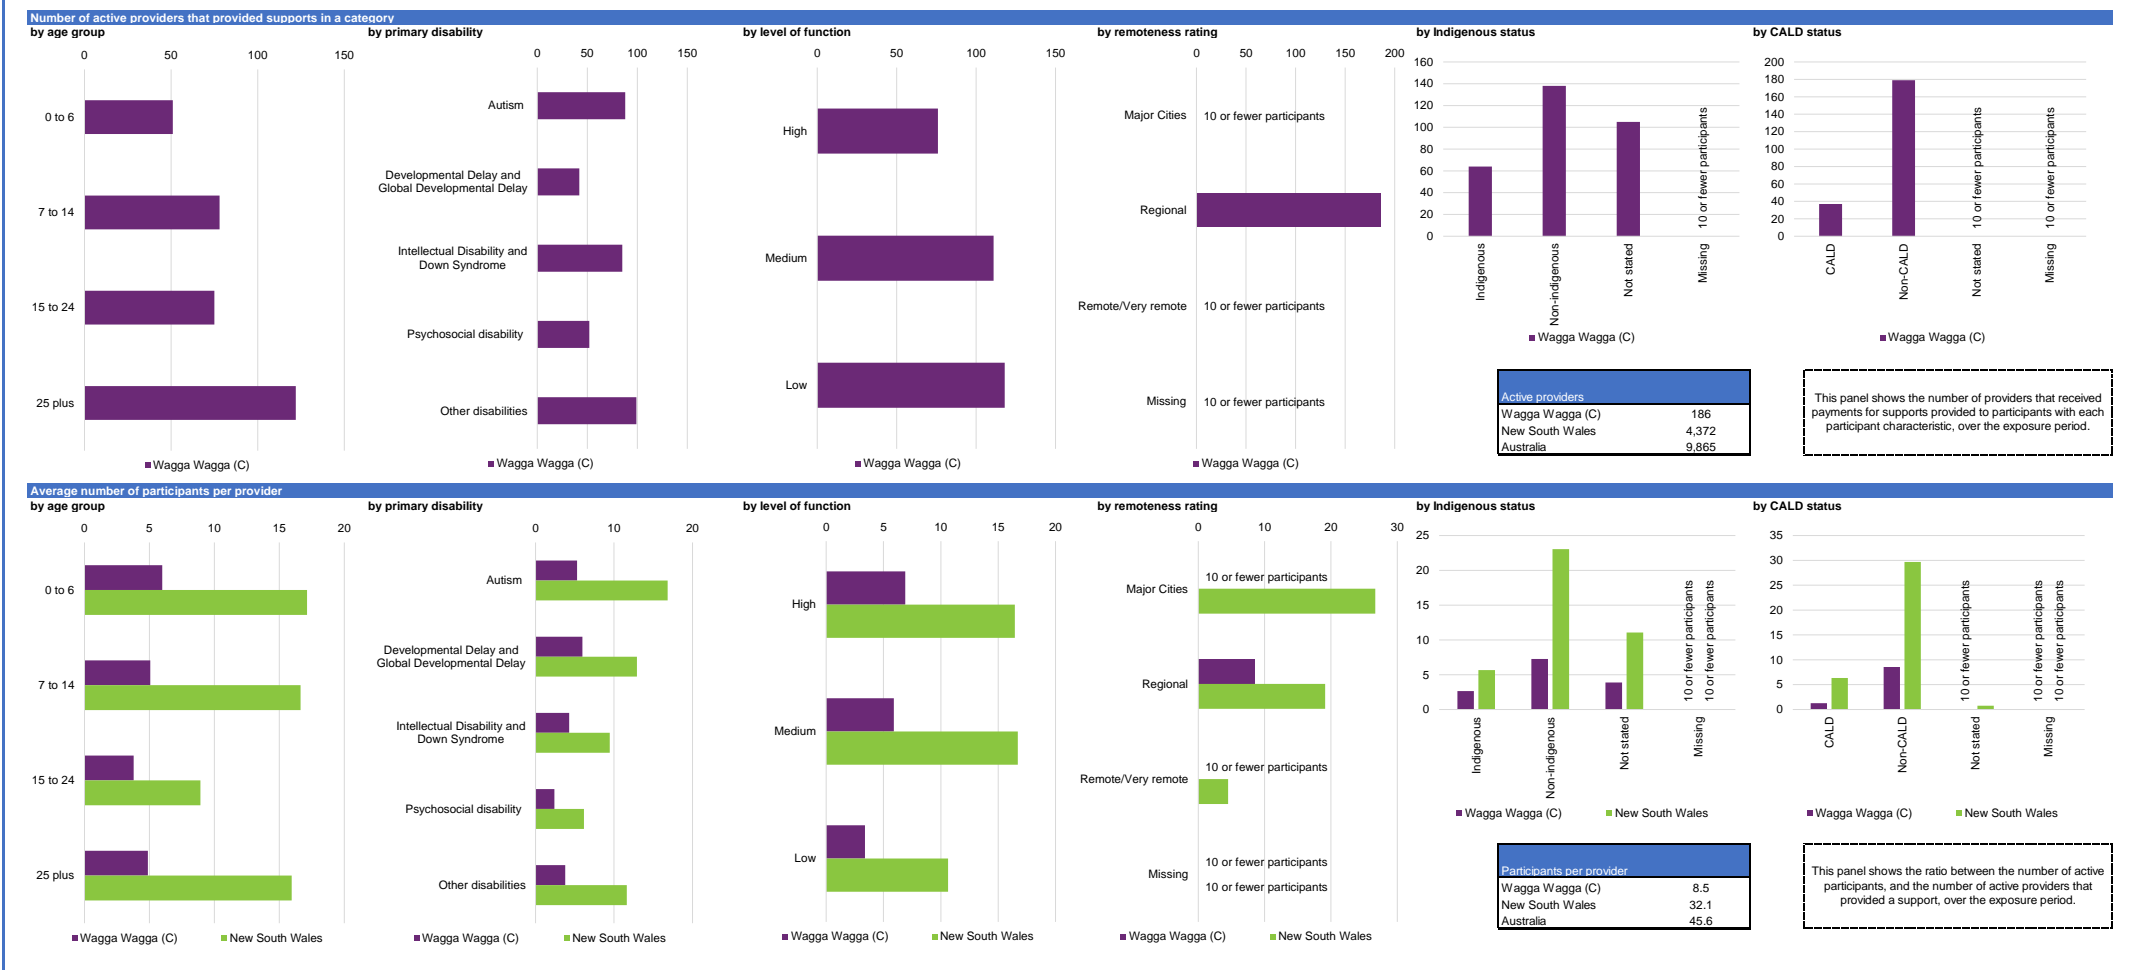 Number of active providers that provided supports in a category
by age group
0 50 100 150
0 to 6
7 to 14
15 to 24
25 plus
Wagga Wagga (C)
by primary disability
0 50 100 150
Autism
Developmental Delay and
Global Developmental Delay
Intellectual Disability and
Down Syndrome
Psychosocial disability
Other disabilities
Wagga Wagga (C)
by level of function
0 50 100 150
High
Medium
Low
Wagga Wagga (C)
by remoteness rating
0 50 100 150 200
Major Cities 10 or fewer participants
Regional
Remote/Very remote 10 or fewer participants
Missing 10 or fewer participants
Wagga Wagga (C)
by Indigenous status
160
140
120
100
80
60
40
20
0
10 or fewer participants
Indigenous
Non-indigenous
Not stated
Missing
Wagga Wagga (C)
by CALD status
200
180
160
140
120
100
80
60
40
20
0
10 or fewer participants
10 or fewer participants
CALD
Non-CALD
Not stated
Missing
Wagga Wagga (C)
Active providers
Wagga Wagga (C) 186
New South Wales 4,372
Australia 9,865
This panel shows the number of providers that received
payments for supports provided to participants with each
participant characteristic, over the exposure period.
Average number of participants per provider
by age group
0 5 10 15 20
0 to 6
7 to 14
15 to 24
25 plus
Wagga Wagga (C) New South Wales
by primary disability
0 10 20
Autism
Developmental Delay and
Global Developmental Delay
Intellectual Disability and
Down Syndrome
Psychosocial disability
Other disabilities
Wagga Wagga (C) New South Wales
by level of function
0 5 10 15 20
High
Medium
Low
Wagga Wagga (C) New South Wales
by remoteness rating
0 10 20 30
10 or fewer participants
Major Cities
Regional
10 or fewer participants
Remote/Very remote
10 or fewer participants
Missing
10 or fewer participants
Wagga Wagga (C) New South Wales
by Indigenous status
25
20
15
10
5
0
10 or fewer participants
10 or fewer participants
Indigenous
Non-indigenous
Not stated
Missing
Wagga Wagga (C) New South Wales
by CALD status
35
30
25
20
15
10
5
0
10 or fewer participants
10 or fewer participants
10 or fewer participants
CALD
Non-CALD
Not stated
Missing
Wagga Wagga (C) New South Wales
Participants per provider
Wagga Wagga (C) 8.5
New South Wales 32.1
Australia 45.6
This panel shows the ratio between the number of active
participants, and the number of active providers that
provided a support, over the exposure period.